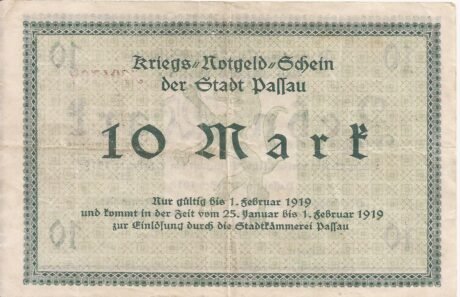 Kriegs=Notgeld=Schein
der Stadt Passau
10 Mark
Nur gültig bis 1. Februar 1919
und kommt in der Zeit vom 25. Januar bis 1. Februar 1919
zur Einlösung durch die Stadtkämmerei Passau